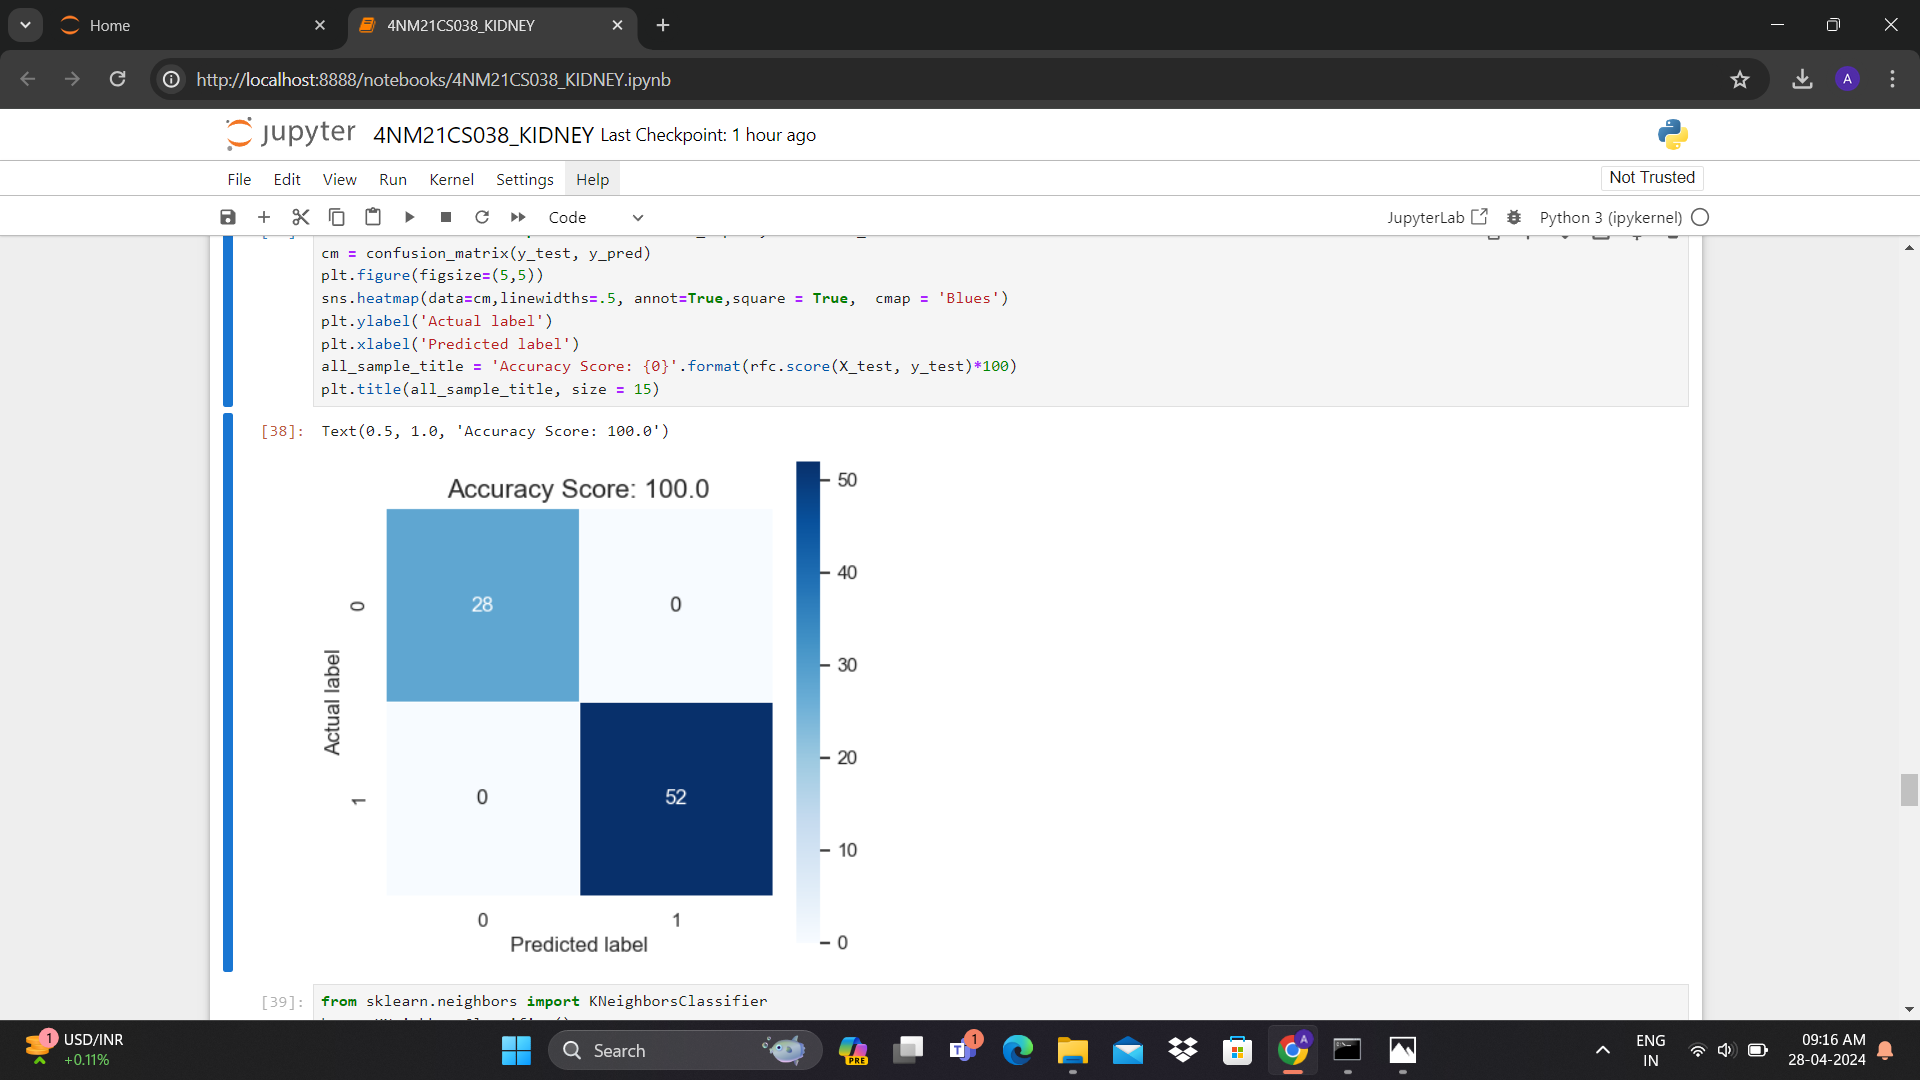 Home
4NM21CS038_KIDNEY
http://localhost:8888/notebooks/4NM21CS038_KIDNEY.ipynb
A
jupyter 4NM21CS038_KIDNEY Last Checkpoint: 1 hour ago
File Edit View Run Kernel Settings Help
Not Trusted
Code
JupyterLab
Python 3 (ipykernel)
cm = confusion_matrix(y_test, y_pred)
plt.figure(figsize=(5,5))
sns.heatmap(data=cm,linewidths=.5, annot=True,square = True,  cmap = 'Blues')
plt.ylabel('Actual label')
plt.xlabel('Predicted label')
all_sample_title = 'Accuracy Score: {0}'.format(rfc.score(X_test, y_test)*100)
plt.title(all_sample_title, size = 15)
[38]: Text(0.5, 1.0, 'Accuracy Score: 100.0')
Accuracy Score: 100.0
50
40
30
20
10
0
28 0
0 52
0
1
Actual label
0 1
Predicted label
[39]: from sklearn.neighbors import KNeighborsClassifier
1
USD/INR
+0.11%
Search
PRE
T
1
A
ENG
IN
09:16 AM
28-04-2024